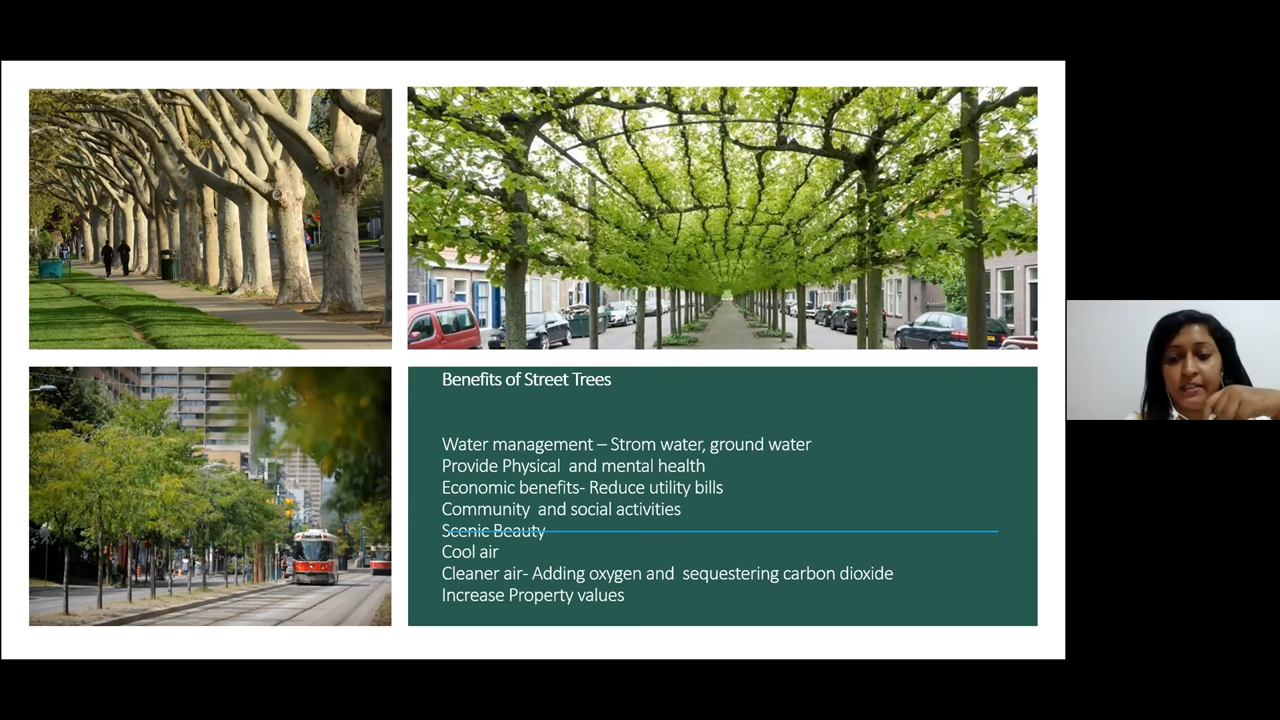 Benefits of Street Trees
Water management – Strom water, ground water
Provide Physical and mental health
Economic benefits- Reduce utility bills
Community and social activities
Scenic Beauty
Cool air
Cleaner air- Adding oxygen and sequestering carbon dioxide
Increase Property values